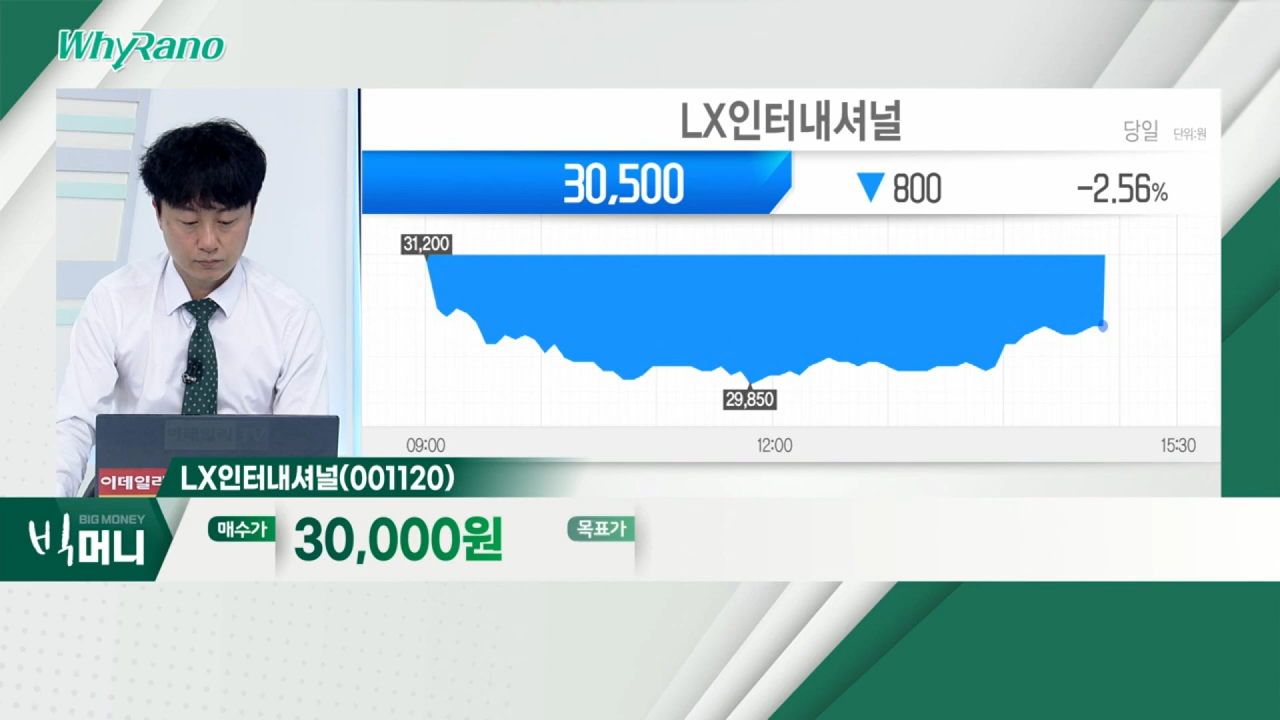 WhyRano
LX인터내셔널
당일 단위:원
30,500 ▼ 800 -2.56%
31,200
29,850
09:00 12:00 15:30
이데일리
LX인터내셔널(001120)
BIG MONEY
빅머니
매수가 30,000원 목표가